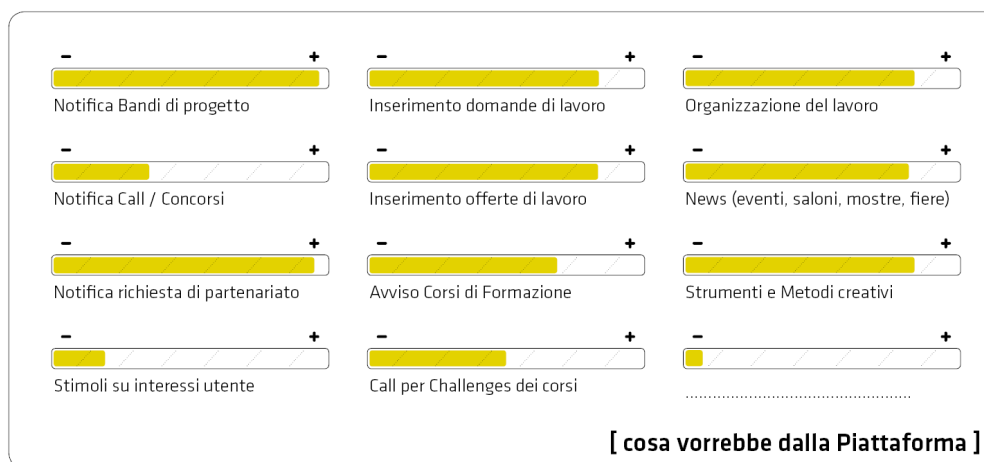 - +
- +
- +
Notifica Bandi di progetto
Inserimento domande di lavoro
Organizzazione del lavoro
- +
- +
- +
Notifica Call / Concorsi
Inserimento offerte di lavoro
News (eventi, saloni, mostre, fiere)
- +
- +
- +
Notifica richiesta di partenariato
Avviso Corsi di Formazione
Strumenti e Metodi creativi
- +
- +
- +
Stimoli su interessi utente
Call per Challenges dei corsi
..................................................
[ cosa vorrebbe dalla Piattaforma ]